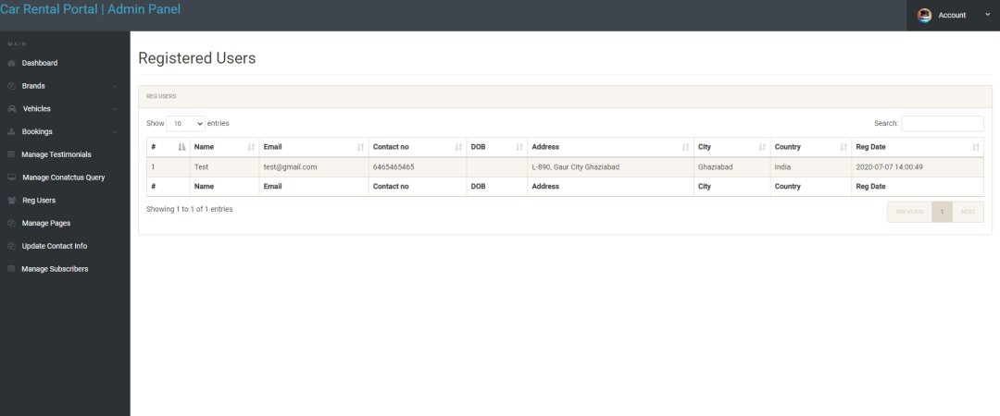 Car Rental Portal | Admin Panel
Account
MAIN
Dashboard
Brands
Vehicles
Bookings
Manage Testimonials
Manage Conatctus Query
Reg Users
Manage Pages
Update Contact Info
Manage Subscribers
Registered Users
REG USERS
Show 10 entries
Search:
# Name Email Contact no DOB Address City Country Reg Date
1 Test test@gmail.com 6465465465 L-890, Gaur City Ghaziabad Ghaziabad India 2020-07-07 14:00:49
# Name Email Contact no DOB Address City Country Reg Date
Showing 1 to 1 of 1 entries
PREVIOUS 1 NEXT